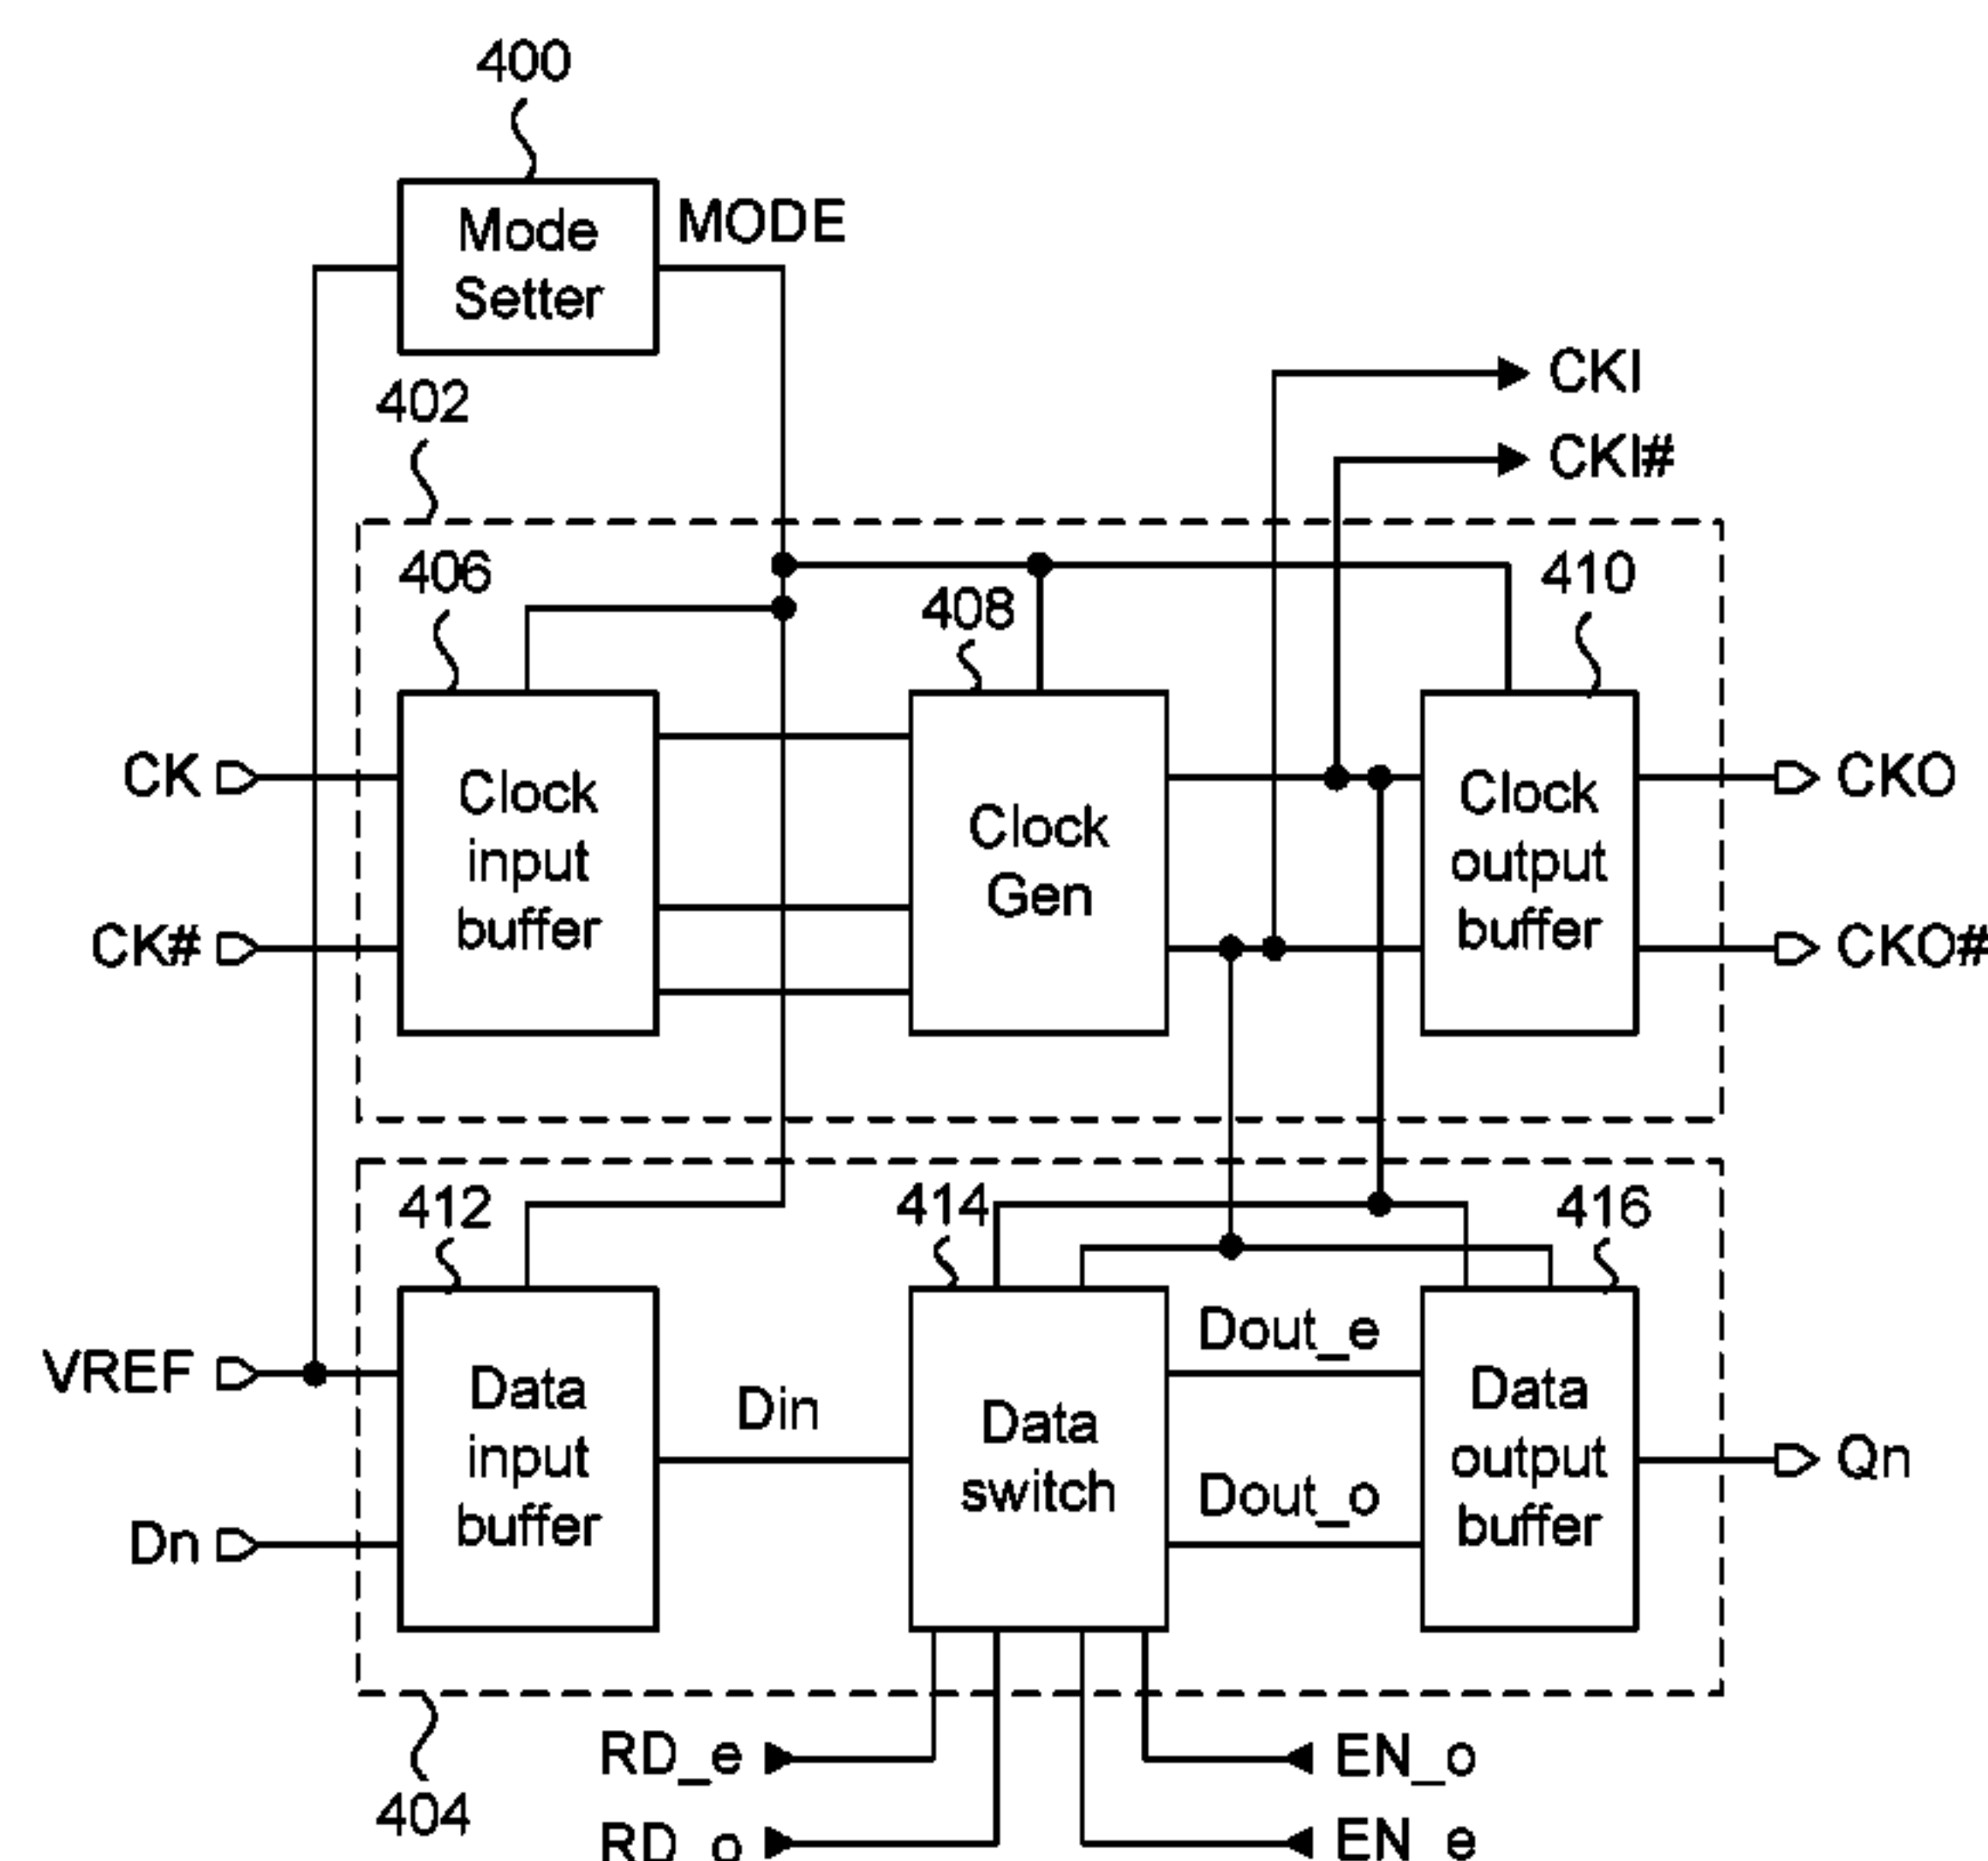 400
Mode
Setter
MODE
402
CKI
CKI#
406
408
410
CK
CK#
Clock
input
buffer
Clock
Gen
Clock
output
buffer
CKO
CKO#
412
414
416
VREF
Dn
Data
input
buffer
Din
Data
switch
Dout_e
Dout_o
Data
output
buffer
Qn
404
RD_e
RD_o
EN_o
EN_e